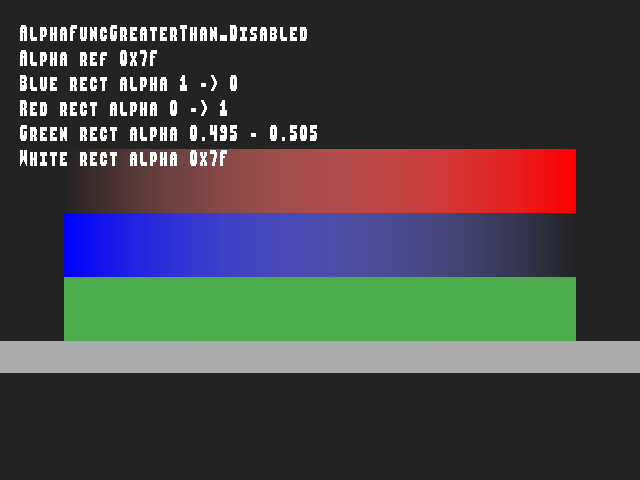 AlphaFuncGreaterThan_Disabled
Alpha ref 0x7f
Blue rect alpha 1 -> 0
Red rect alpha 0 -> 1
Green rect alpha 0.495 - 0.505
White rect alpha 0x7f